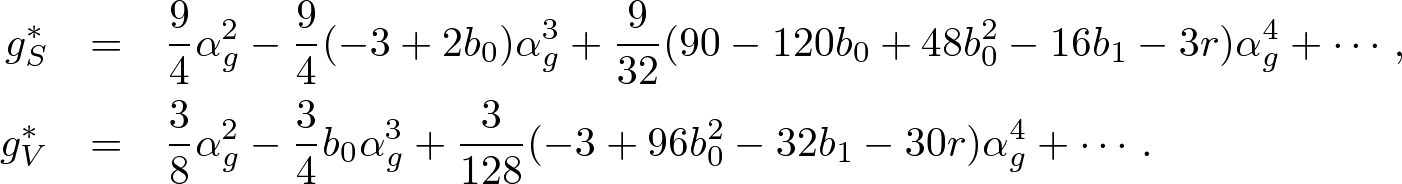 g_S^* = \frac{9}{4}\alpha_g^2 - \frac{9}{4}(-3 + 2b_0)\alpha_g^3 + \frac{9}{32}(90 - 120b_0 + 48b_0^2 - 16b_1 - 3r)\alpha_g^4 + \cdots ,
g_V^* = \frac{3}{8}\alpha_g^2 - \frac{3}{4}b_0\alpha_g^3 + \frac{3}{128}(-3 + 96b_0^2 - 32b_1 - 30r)\alpha_g^4 + \cdots .